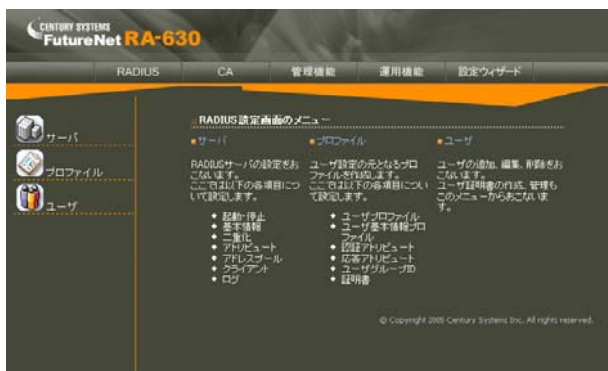 CENTURY SYSTEMS
FutureNet RA-630
RADIUS CA 管理機能 運用機能 設定ウィザード
サーバ
プロファイル
ユーザ
RADIUS設定画面のメニュー
サーバ
RADIUSサーバの設定をお
こないます。
ここでは以下の各項目につ
いて設定します。
起動・停止
基本情報
二重化
アトリビュート
アドレスプール
クライアント
ログ
プロファイル
ユーザ設定の元となるプロ
ファイルを作成します。
ここでは以下の各項目につい
て設定します。
ユーザプロファイル
ユーザ基本情報プロ
ファイル
認証アトリビュート
応答アトリビュート
ユーザグループID
証明書
ユーザ
ユーザの追加、編集、削除をお
こないます。
ユーザ証明書の作成、管理も
このメニューからおこないま
す。
© Copyright 2005 Century Systems Inc. All rights reserved.